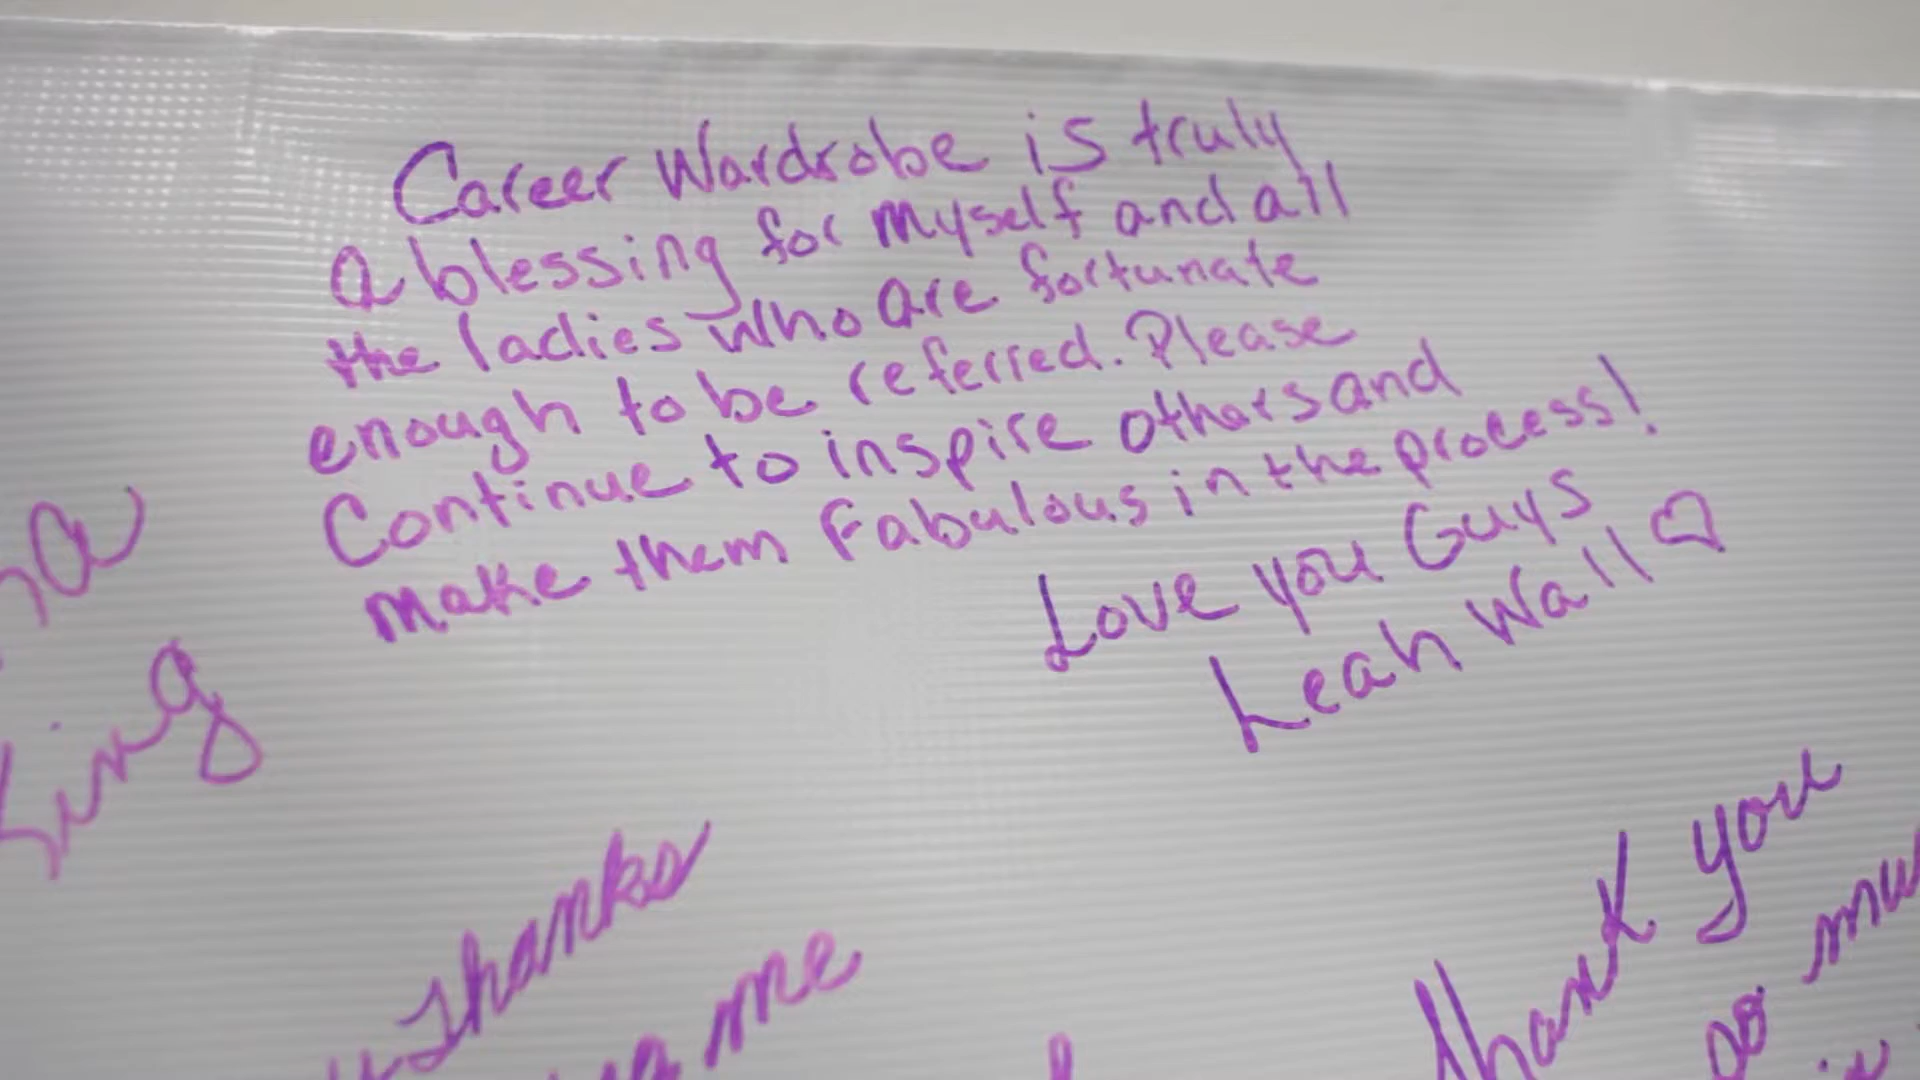 Career Wardrobe is truly
a blessing for myself and all
the ladies who are fortunate
enough to be referred. Please
Continue to inspire others and
make them Fabulous in the process!
Love you Guys
Leah Wall ♡
Thanks
me
Thank you
so